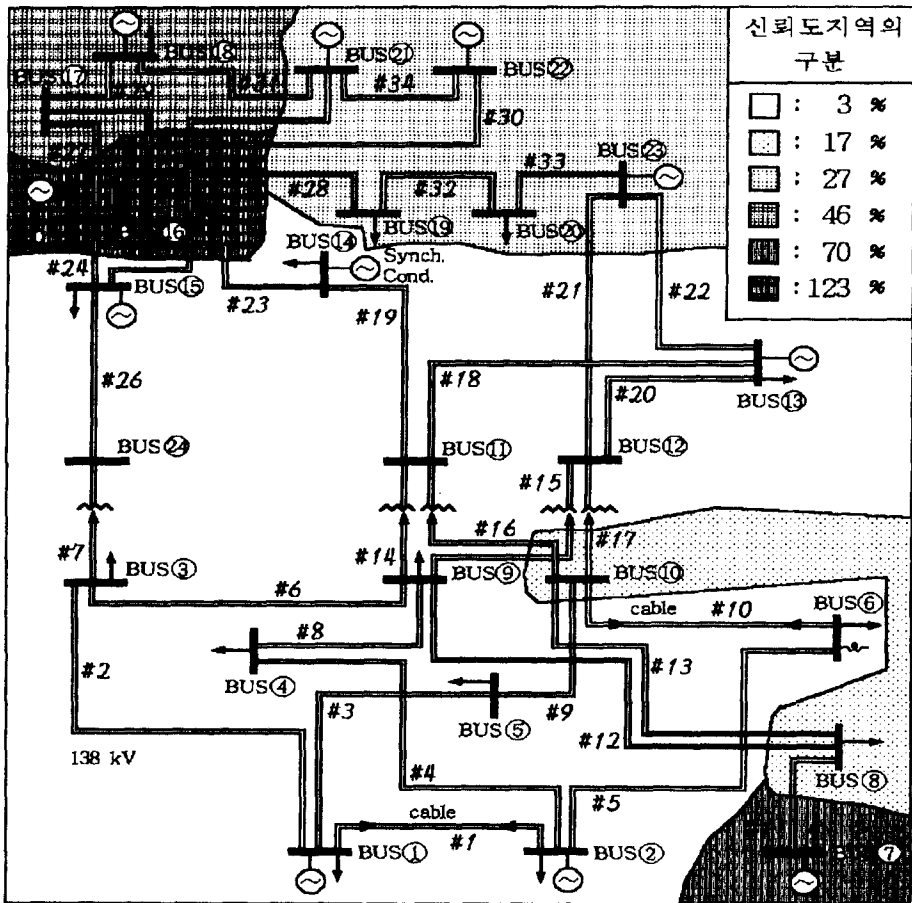 신뢰도지역의
구분
: 3 %
: 17 %
: 27 %
: 46 %
: 70 %
: 123 %
BUS⑱
BUS㉑
BUS㉒
BUS⑰
#34
#30
BUS㉓
#33
#28
#32
BUS⑲
BUS⑳
BUS⑭
Synch.
Cond.
⑯
#24
BUS⑮
#23
#19
#21
#22
#26
#18
#20
BUS⑬
BUS㉔
BUS⑪
BUS⑫
#15
#16
#17
#7
BUS③
#14
BUS⑨
BUS⑩
#6
cable
#10
BUS⑥
#8
#2
BUS④
#13
#3
BUS⑤
#9
#12
138 kV
#4
#5
BUS⑧
cable
#1
BUS①
BUS②
⑦